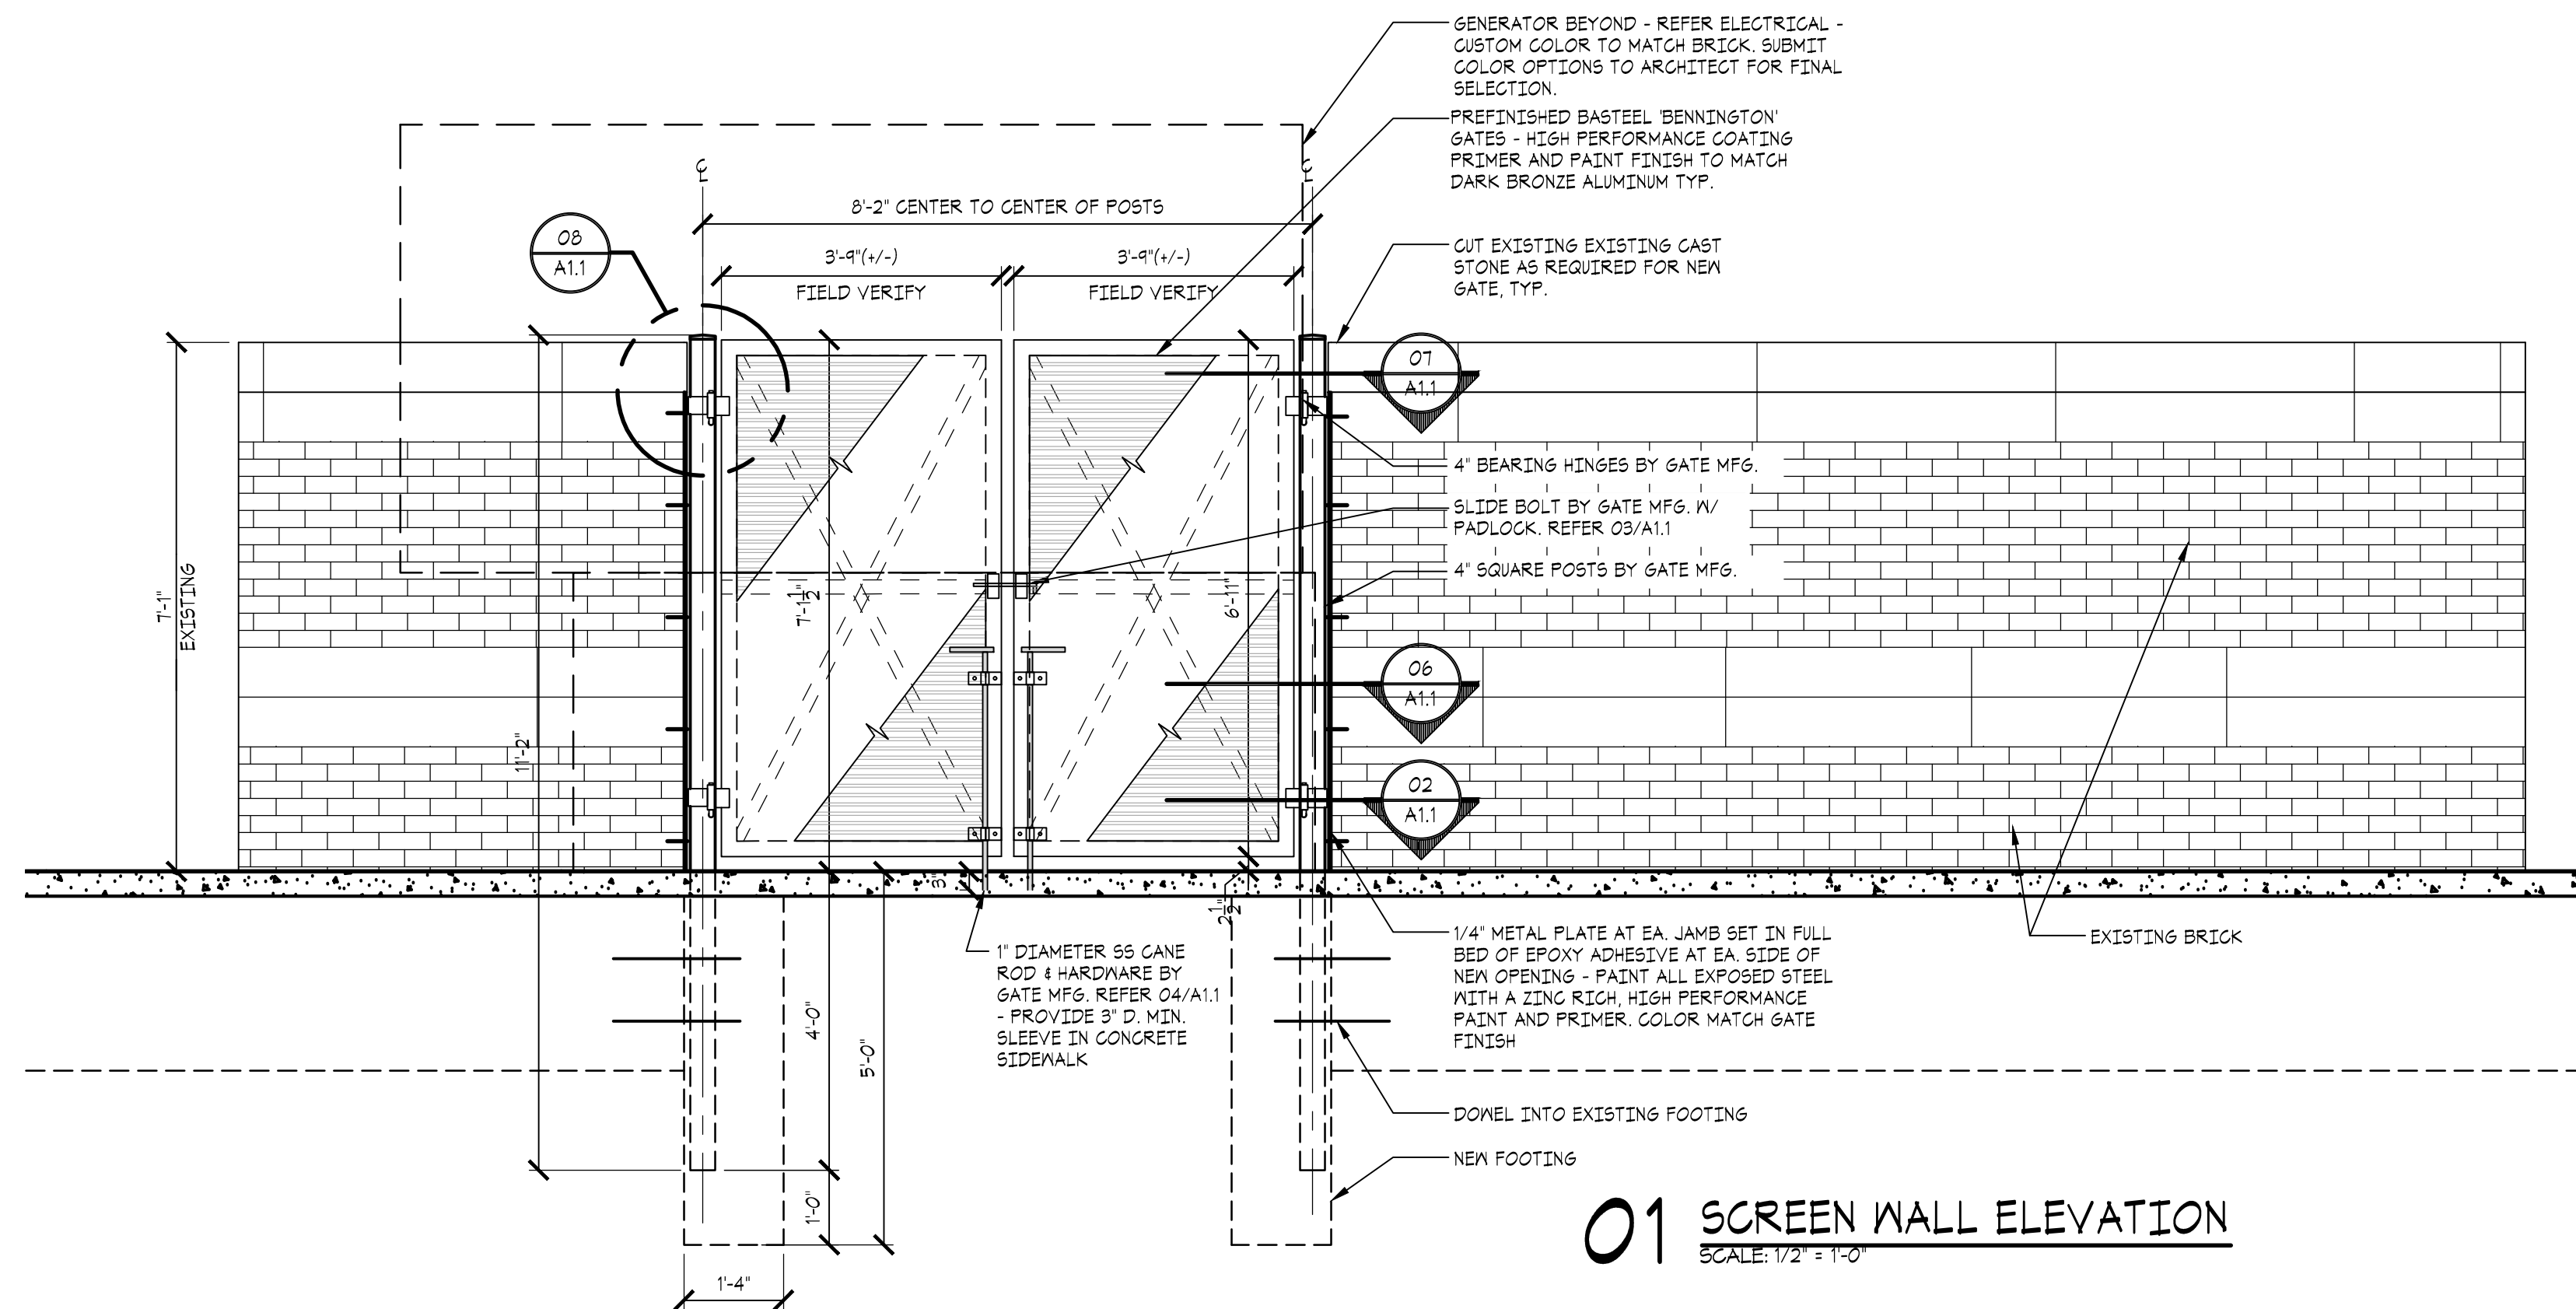 GENERATOR BEYOND - REFER ELECTRICAL -
CUSTOM COLOR TO MATCH BRICK. SUBMIT
COLOR OPTIONS TO ARCHITECT FOR FINAL
SELECTION.
PREFINISHED BASTEEL 'BENNINGTON'
GATES - HIGH PERFORMANCE COATING
PRIMER AND PAINT FINISH TO MATCH
DARK BRONZE ALUMINUM TYP.
℄
℄
8'-2" CENTER TO CENTER OF POSTS
08
A1.1
3'-9"(+/-)
FIELD VERIFY
3'-9"(+/-)
FIELD VERIFY
CUT EXISTING EXISTING CAST
STONE AS REQUIRED FOR NEW
GATE, TYP.
07
A1.1
4" BEARING HINGES BY GATE MFG.
SLIDE BOLT BY GATE MFG. W/
PADLOCK. REFER 03/A1.1
4" SQUARE POSTS BY GATE MFG.
7'-1"
EXISTING
7'-1 1/2"
6'-11"
06
A1.1
11'-2"
02
A1.1
3"
2 1/2"
1" DIAMETER SS CANE
ROD & HARDWARE BY
GATE MFG. REFER 04/A1.1
- PROVIDE 3" D. MIN.
SLEEVE IN CONCRETE
SIDEWALK
1/4" METAL PLATE AT EA. JAMB SET IN FULL
BED OF EPOXY ADHESIVE AT EA. SIDE OF
NEW OPENING - PAINT ALL EXPOSED STEEL
WITH A ZINC RICH, HIGH PERFORMANCE
PAINT AND PRIMER. COLOR MATCH GATE
FINISH
EXISTING BRICK
4'-0"
5'-0"
DOWEL INTO EXISTING FOOTING
NEW FOOTING
1'-0"
1'-4"
01 SCREEN WALL ELEVATION
SCALE: 1/2" = 1'-0"